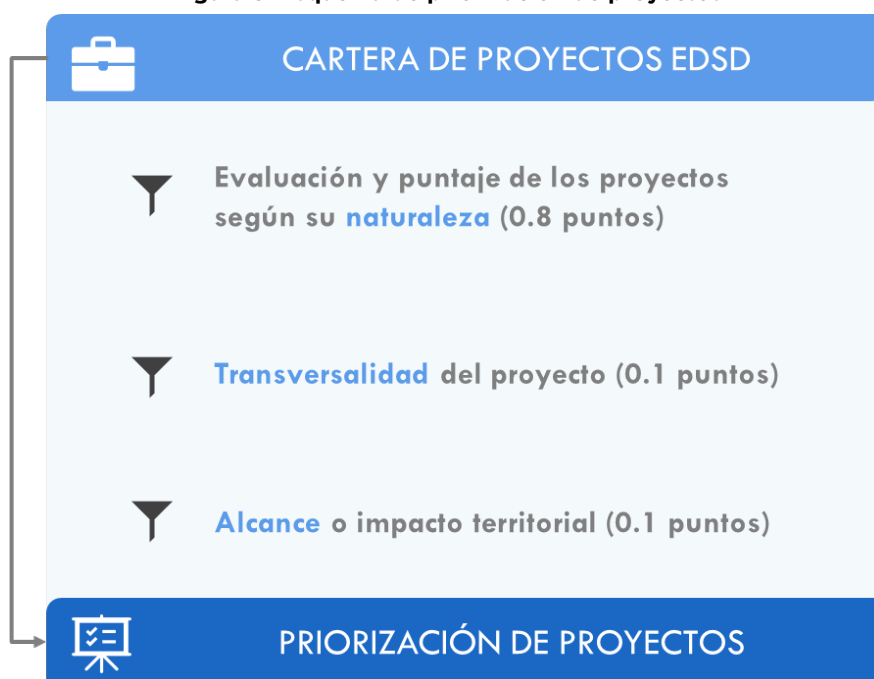 CARTERA DE PROYECTOS EDSD
Evaluación y puntaje de los proyectos
según su naturaleza (0.8 puntos)
Transversalidad del proyecto (0.1 puntos)
Alcance o impacto territorial (0.1 puntos)
PRIORIZACIÓN DE PROYECTOS